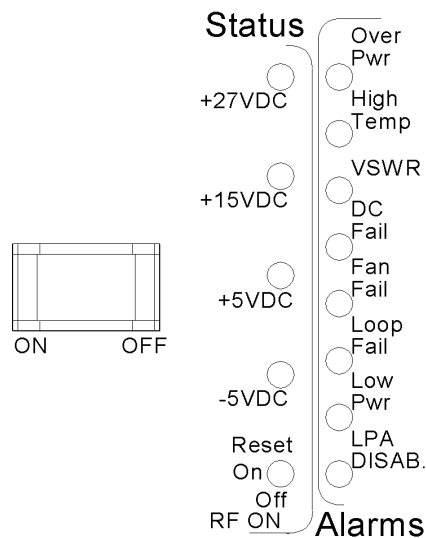 Status
+27VDC
+15VDC
+5VDC
-5VDC
Reset
On
Off
RF ON
Over
Pwr
High
Temp
VSWR
DC
Fail
Fan
Fail
Loop
Fail
Low
Pwr
LPA
DISAB.
Alarms
ON OFF